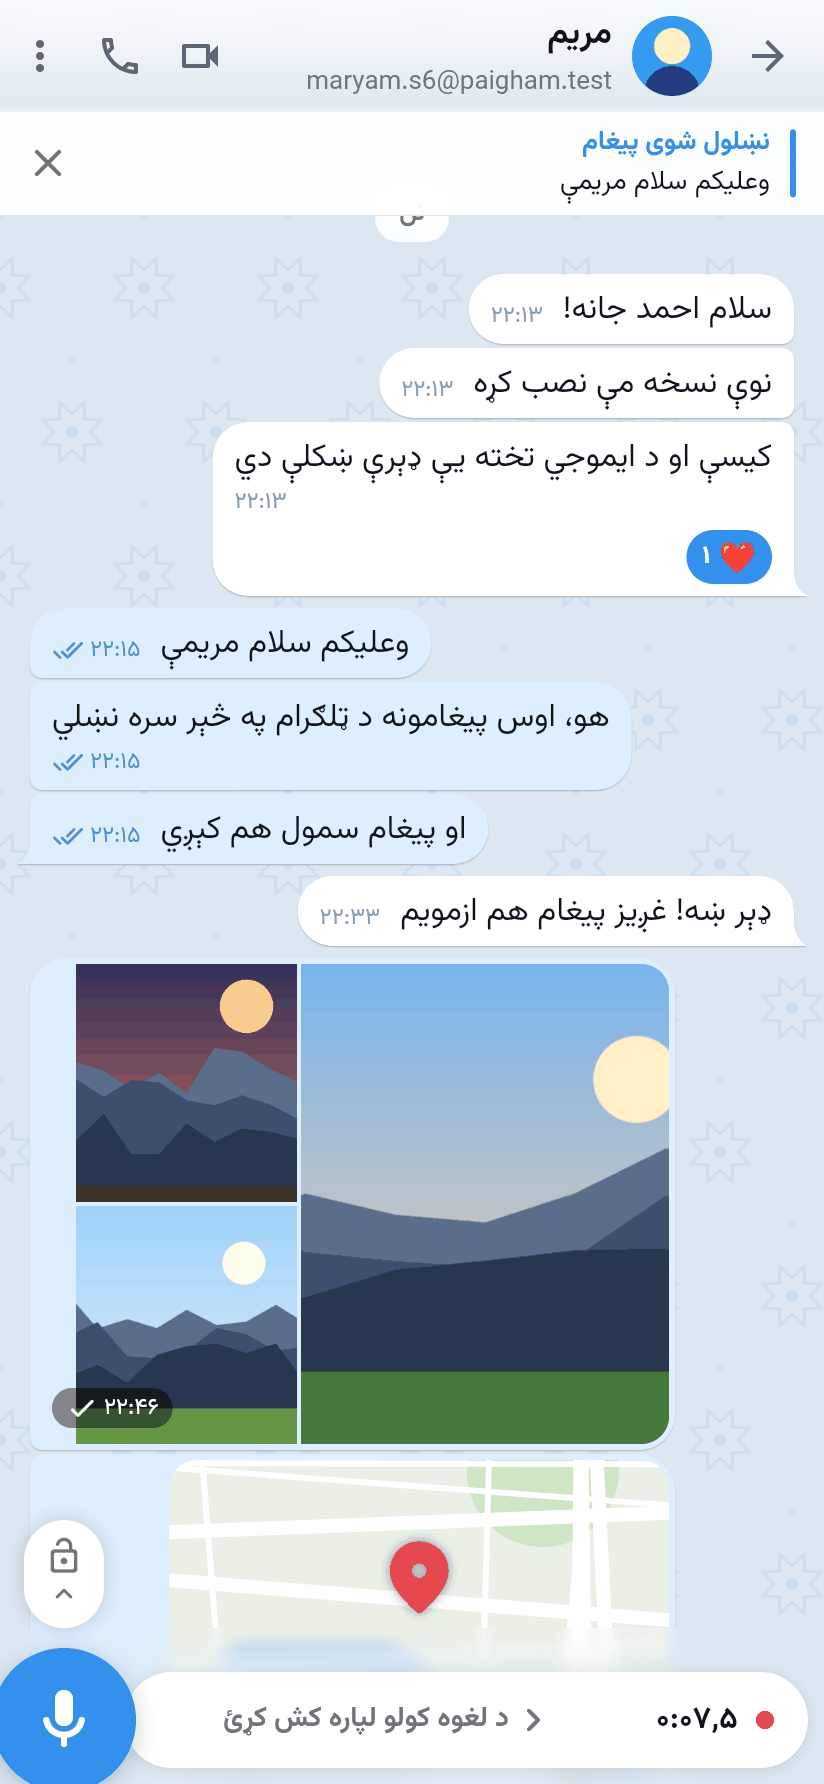 مریم
maryam.s6@paigham.test
نښلول شوی پیغام
وعلیکم سلام مریمې
سلام احمد جانه!
۲۲:۱۳
نوې نسخه مې نصب کړه
۲۲:۱۳
کیسې او د ایموجي تخته یې ډېرې ښکلې دي
۲۲:۱۳
❤️ ۱
وعلیکم سلام مریمې
۲۲:۱۵
هو، اوس پیغامونه د ټلګرام په څېر سره نښلي
۲۲:۱۵
او پیغام سمول هم کېږي
۲۲:۱۵
ډېر ښه! غږیز پیغام هم ازمویم
۲۲:۳۳
۲۲:۴۶
۰:۰۷,۵
د لغوه کولو لپاره کش کړئ